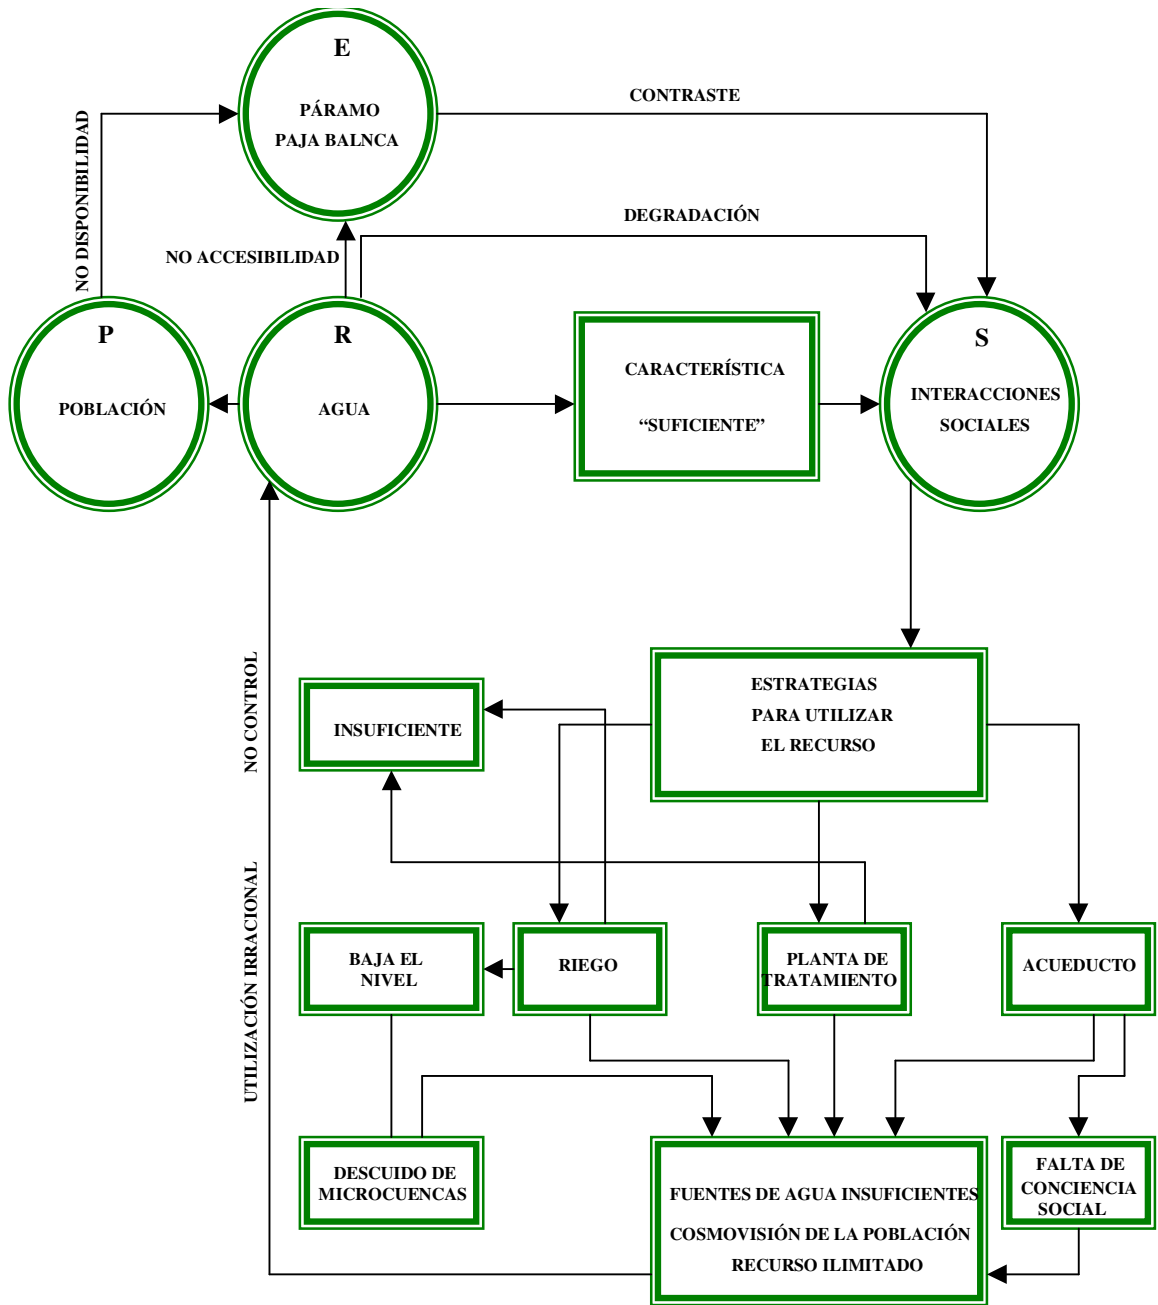 E
PÁRAMO
PAJA BALNCA
CONTRASTE
NO DISPONIBILIDAD
DEGRADACIÓN
NO ACCESIBILIDAD
P
POBLACIÓN
R
AGUA
CARACTERÍSTICA
“SUFICIENTE”
S
INTERACCIONES
SOCIALES
ESTRATEGIAS
PARA UTILIZAR
EL RECURSO
INSUFICIENTE
NO CONTROL
UTILIZACIÓN IRRACIONAL
BAJA EL
NIVEL
RIEGO
PLANTA DE
TRATAMIENTO
ACUEDUCTO
DESCUIDO DE
MICROCUENCAS
FUENTES DE AGUA INSUFICIENTES
COSMOVISIÓN DE LA POBLACIÓN
RECURSO ILIMITADO
FALTA DE
CONCIENCIA
SOCIAL